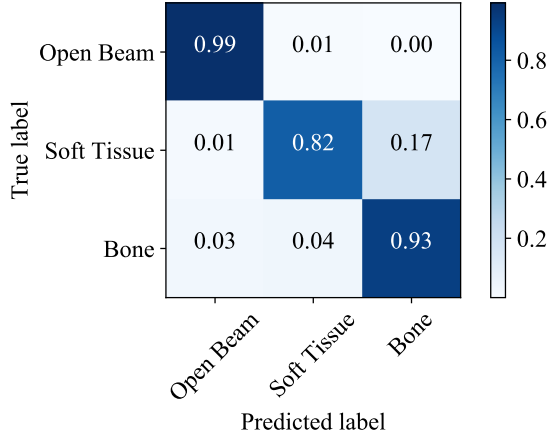 Open Beam 0.99 0.01 0.00
Soft Tissue 0.01 0.82 0.17
Bone 0.03 0.04 0.93
True label
Open Beam Soft Tissue Bone
Predicted label
0.8
0.6
0.4
0.2